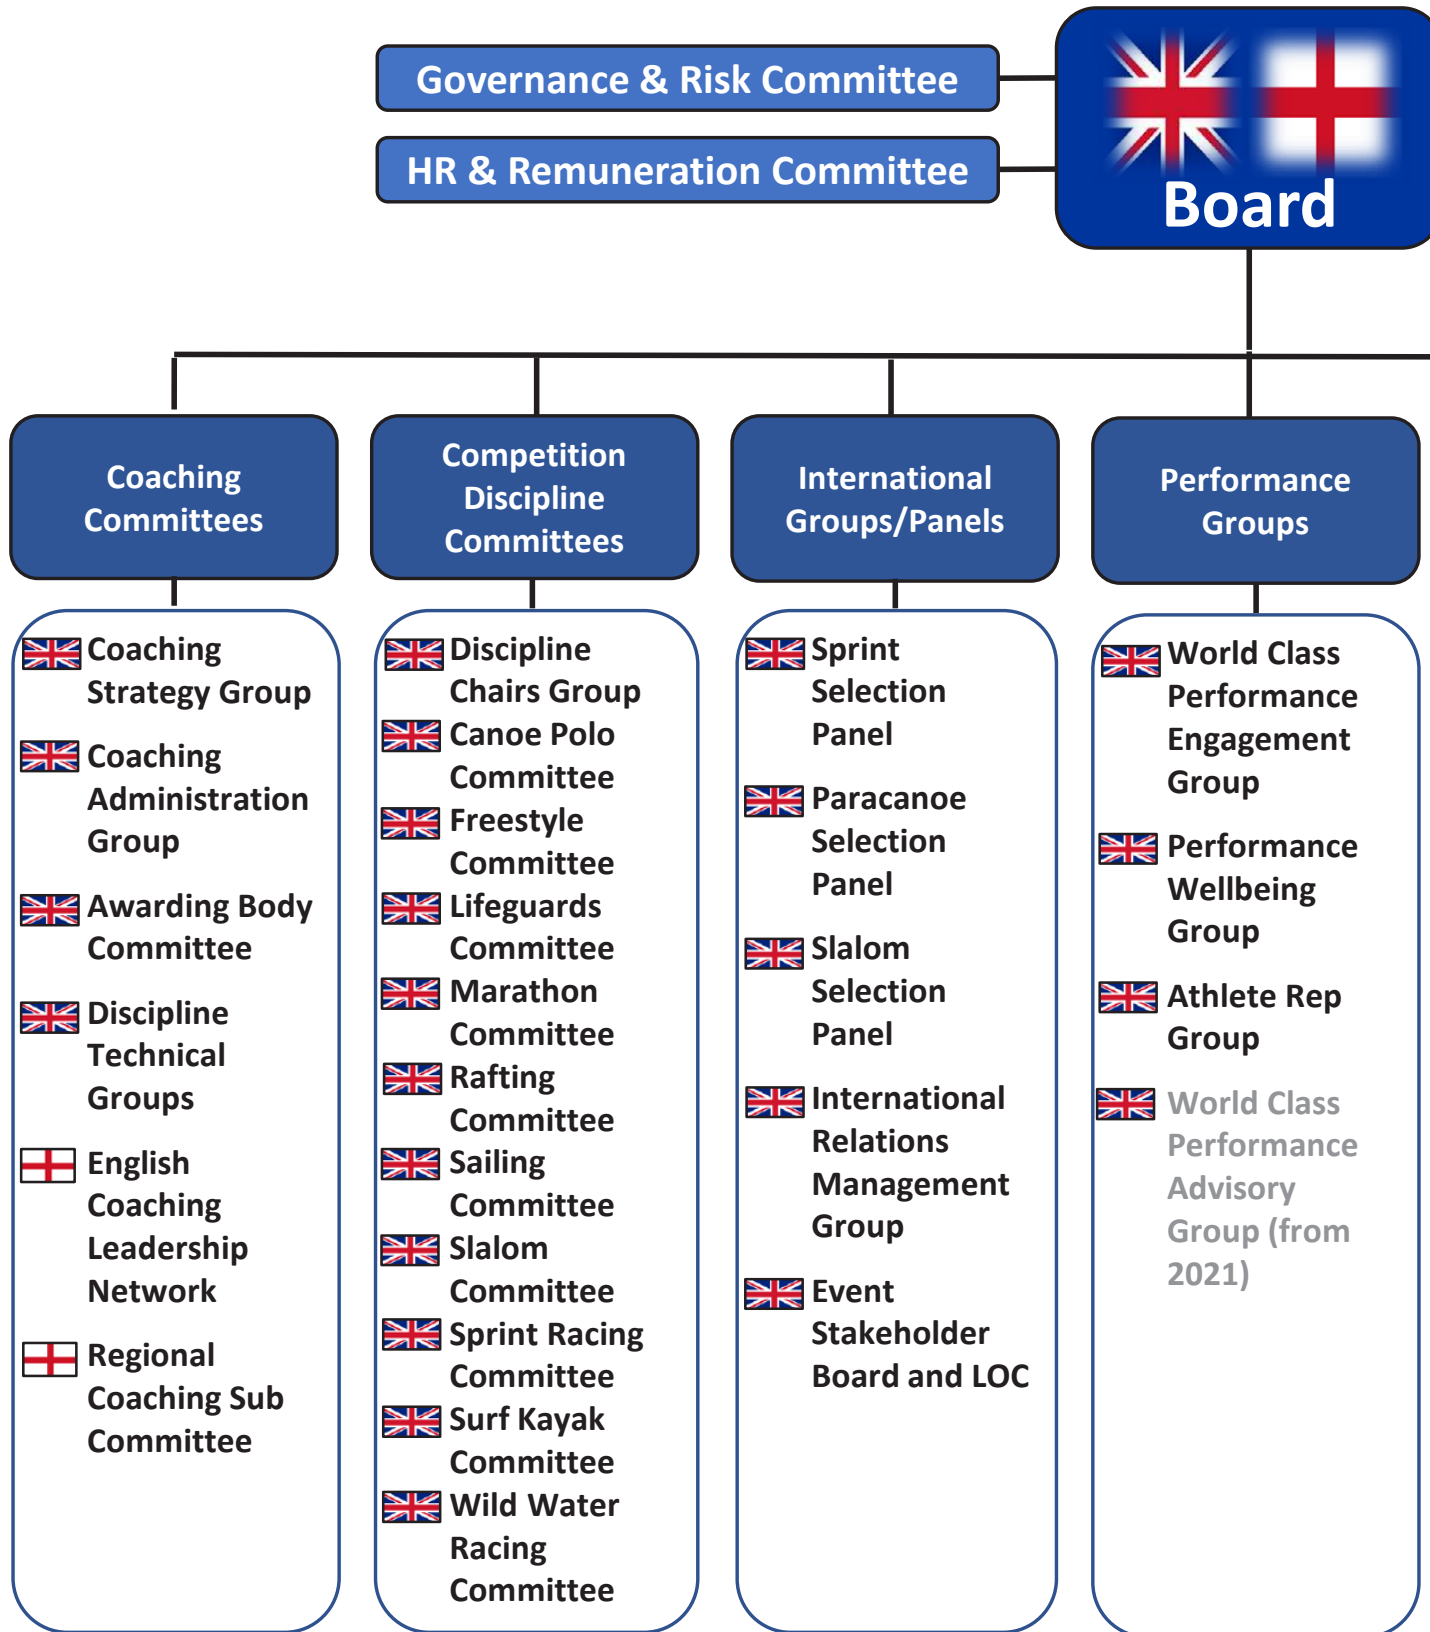 Governance & Risk Committee
HR & Remuneration Committee
Board
Coaching
Committees
Competition
Discipline
Committees
International
Groups/Panels
Performance
Groups
Coaching
Strategy Group
Coaching
Administration
Group
Awarding Body
Committee
Discipline
Technical
Groups
English
Coaching
Leadership
Network
Regional
Coaching Sub
Committee
Discipline
Chairs Group
Canoe Polo
Committee
Freestyle
Committee
Lifeguards
Committee
Marathon
Committee
Rafting
Committee
Sailing
Committee
Slalom
Committee
Sprint Racing
Committee
Surf Kayak
Committee
Wild Water
Racing
Committee
Sprint
Selection
Panel
Paracanoe
Selection
Panel
Slalom
Selection
Panel
International
Relations
Management
Group
Event
Stakeholder
Board and LOC
World Class
Performance
Engagement
Group
Performance
Wellbeing
Group
Athlete Rep
Group
World Class
Performance
Advisory
Group (from
2021)